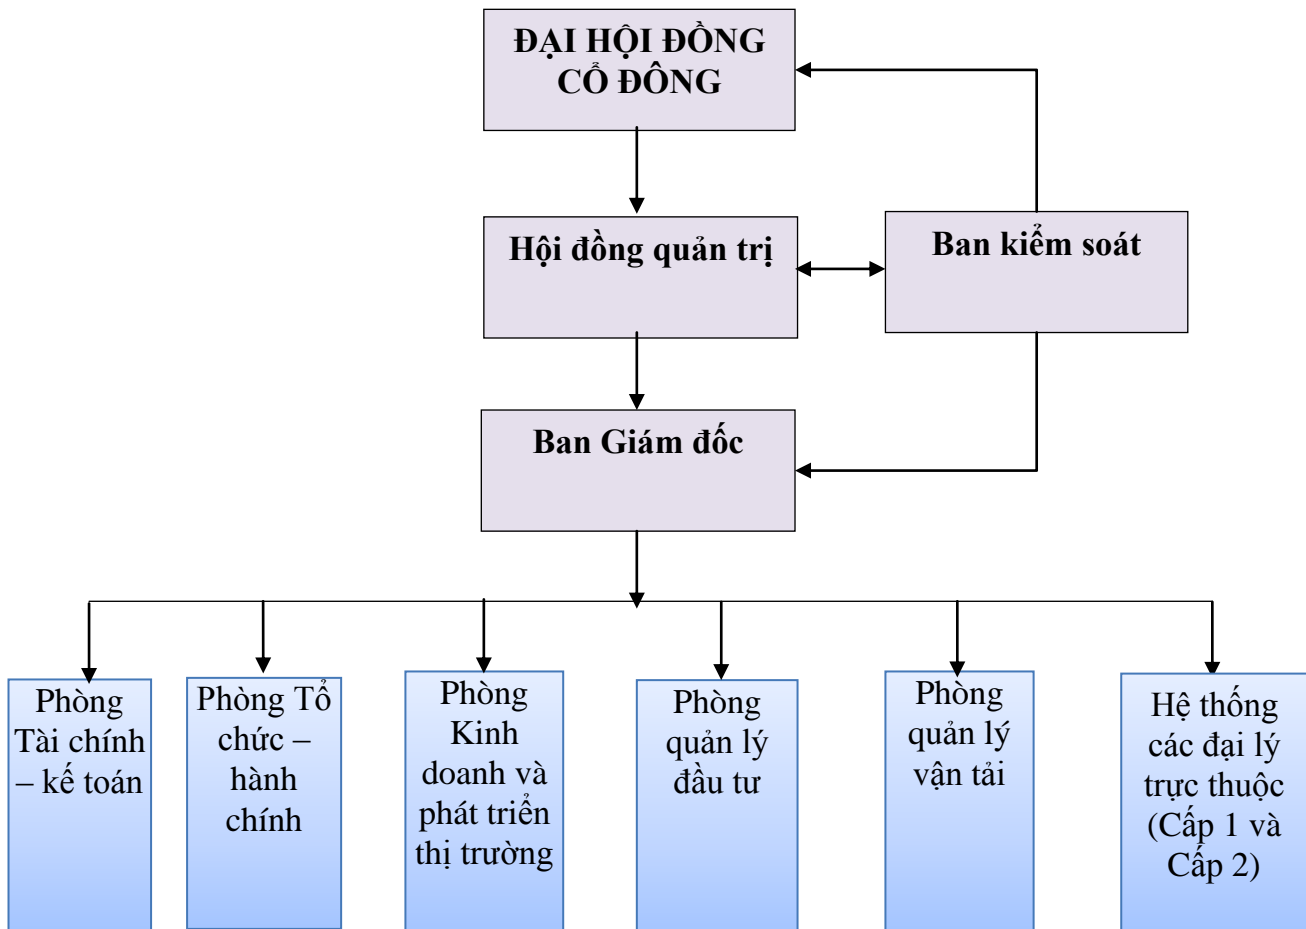 ĐẠI HỘI ĐỒNG
CỔ ĐÔNG
Hội đồng quản trị
Ban kiểm soát
Ban Giám đốc
Phòng
Tài chính
– kế toán
Phòng Tổ
chức –
hành
chính
Phòng
Kinh
doanh và
phát triển
thị trường
Phòng
quản lý
đầu tư
Phòng
quản lý
vận tải
Hệ thống
các đại lý
trực thuộc
(Cấp 1 và
Cấp 2)